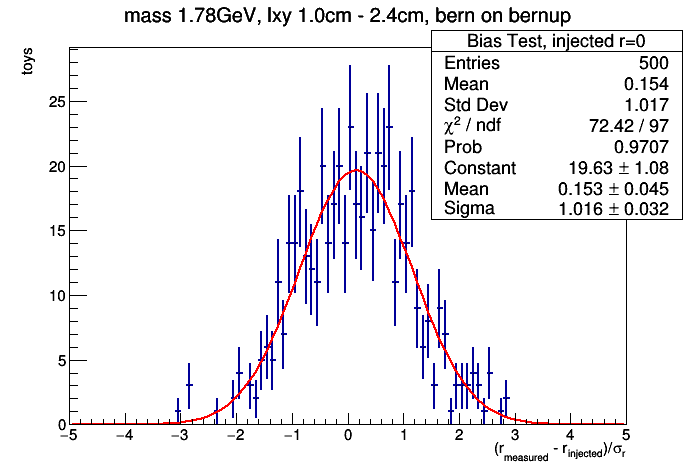 mass 1.78GeV, lxy 1.0cm - 2.4cm, bern on bernup
Bias Test, injected r=0
Entries 500
Mean 0.154
Std Dev 1.017
χ² / ndf 72.42 / 97
Prob 0.9707
Constant 19.63 ± 1.08
Mean 0.153 ± 0.045
Sigma 1.016 ± 0.032
toys
25
20
15
10
5
0
−5 −4 −3 −2 −1 0 1 2 3 4 5
(r_measured - r_injected)/σ_r